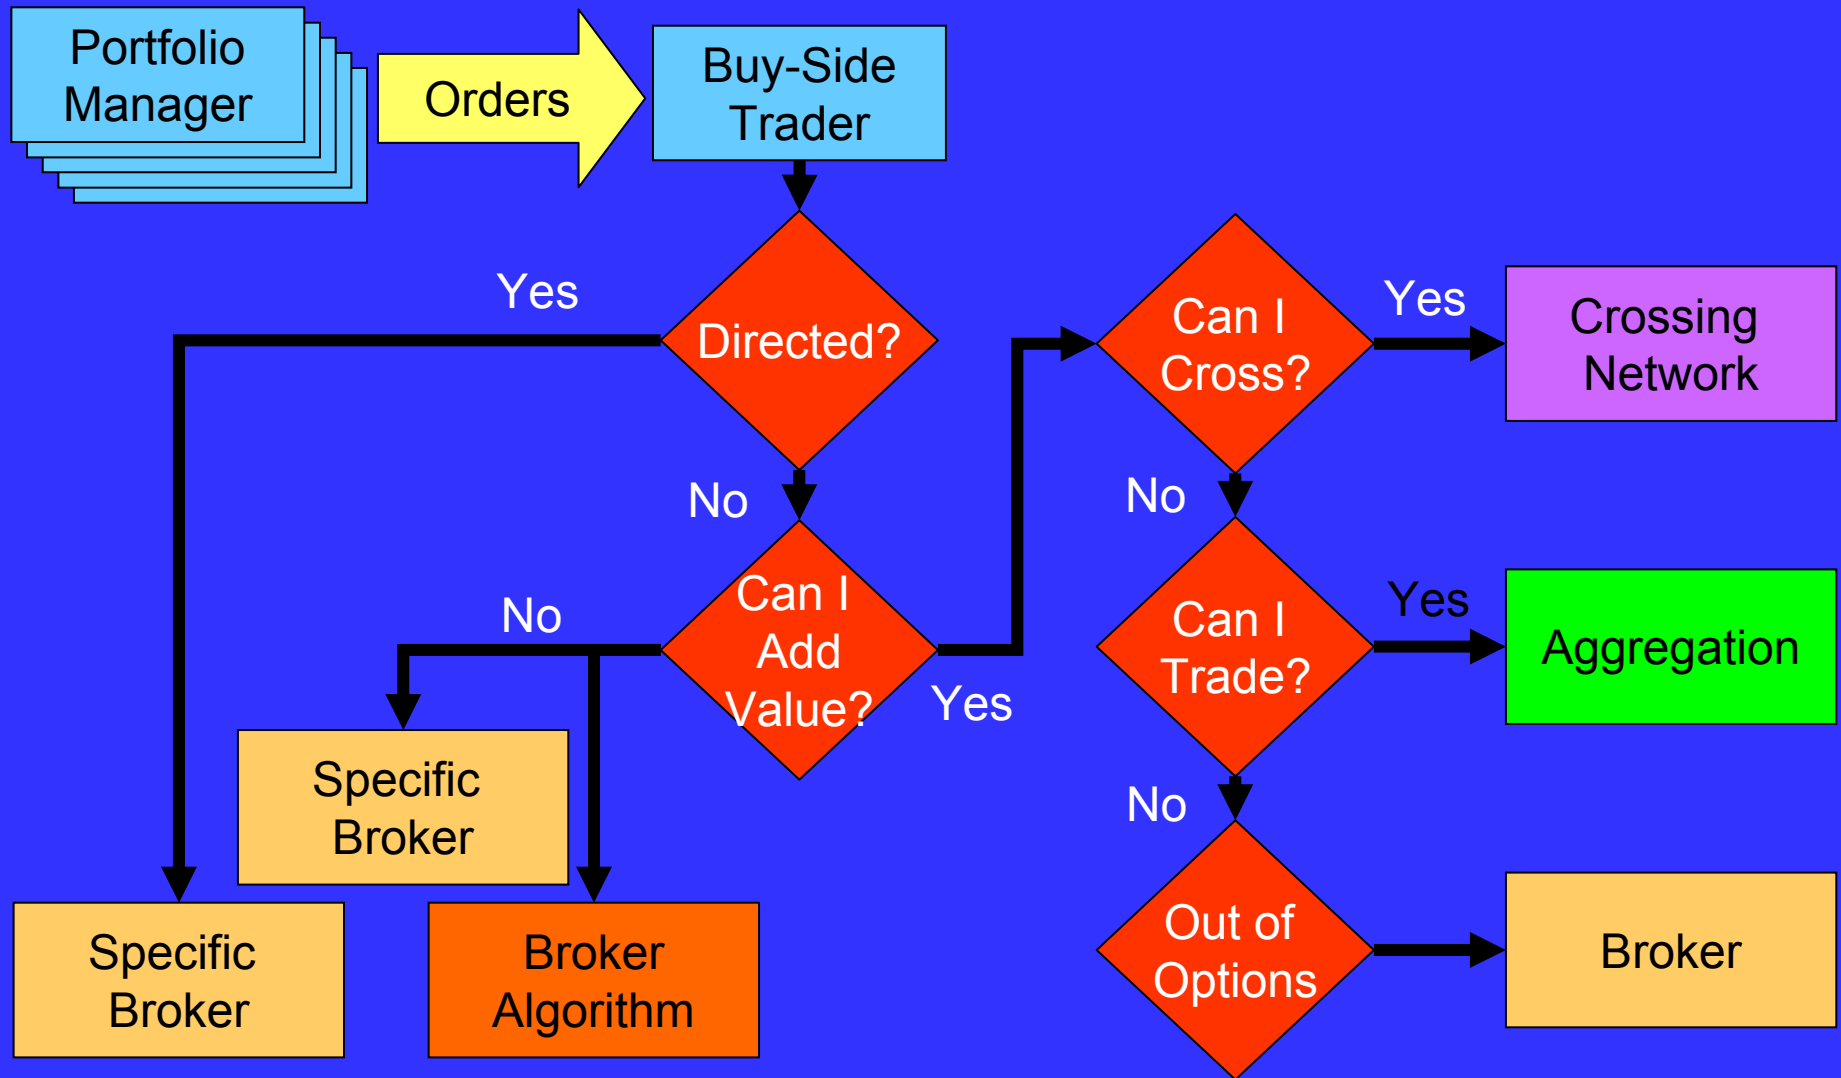 Portfolio
Manager
Orders
Buy-Side
Trader
Yes
Directed?
Can I
Cross?
Yes
Crossing
Network
No
No
Can I
Add
Value?
No
Yes
Can I
Trade?
Yes
Aggregation
Specific
Broker
No
Specific
Broker
Broker
Algorithm
Out of
Options
Broker